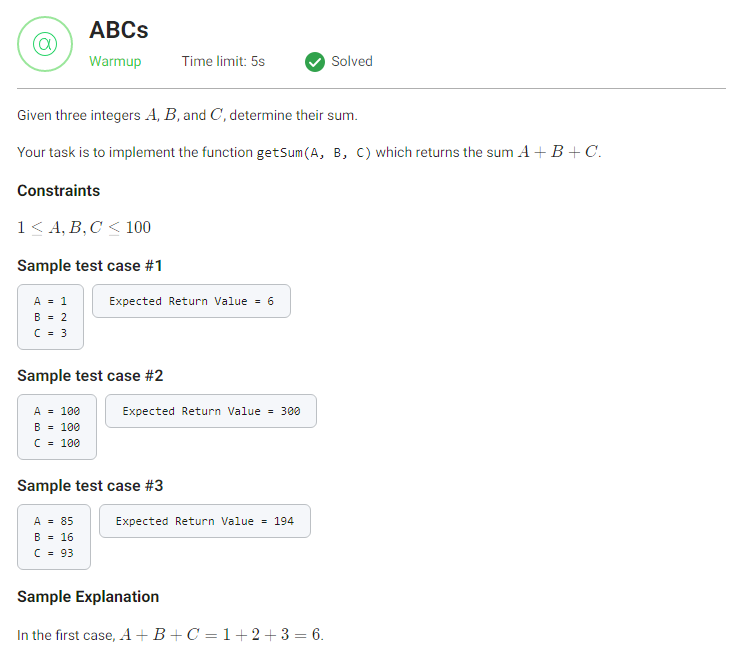 ABCs
Warmup Time limit: 5s Solved
Given three integers A, B, and C, determine their sum.
Your task is to implement the function getSum(A, B, C) which returns the sum A + B + C.
Constraints
1 ≤ A, B, C ≤ 100
Sample test case #1
A = 1
B = 2
C = 3
Expected Return Value = 6
Sample test case #2
A = 100
B = 100
C = 100
Expected Return Value = 300
Sample test case #3
A = 85
B = 16
C = 93
Expected Return Value = 194
Sample Explanation
In the first case, A + B + C = 1 + 2 + 3 = 6.